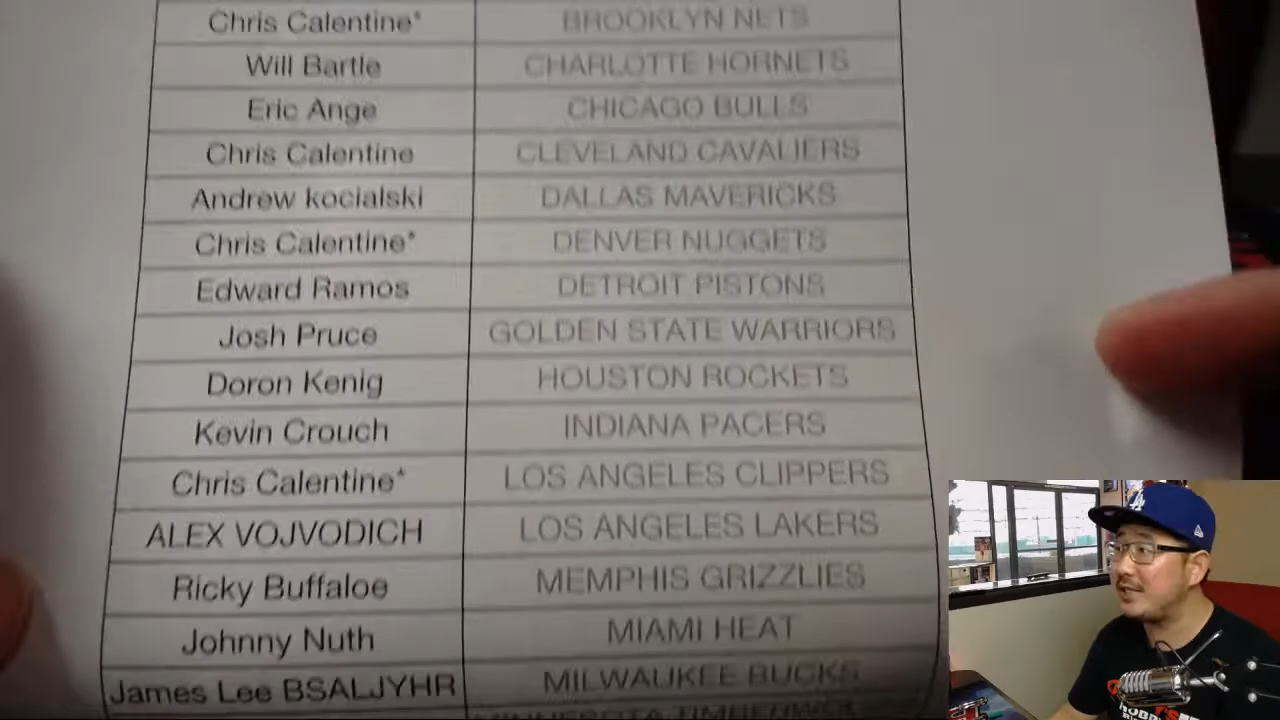 Chris Calentine* BROOKLYN NETS
Will Bartle CHARLOTTE HORNETS
Eric Ange CHICAGO BULLS
Chris Calentine CLEVELAND CAVALIERS
Andrew kocialski DALLAS MAVERICKS
Chris Calentine* DENVER NUGGETS
Edward Ramos DETROIT PISTONS
Josh Pruce GOLDEN STATE WARRIORS
Doron Kenig HOUSTON ROCKETS
Kevin Crouch INDIANA PACERS
Chris Calentine* LOS ANGELES CLIPPERS
ALEX VOJVODICH LOS ANGELES LAKERS
Ricky Buffaloe MEMPHIS GRIZZLIES
Johnny Nuth MIAMI HEAT
James Lee BSALJYHR MILWAUKEE BUCKS
LA